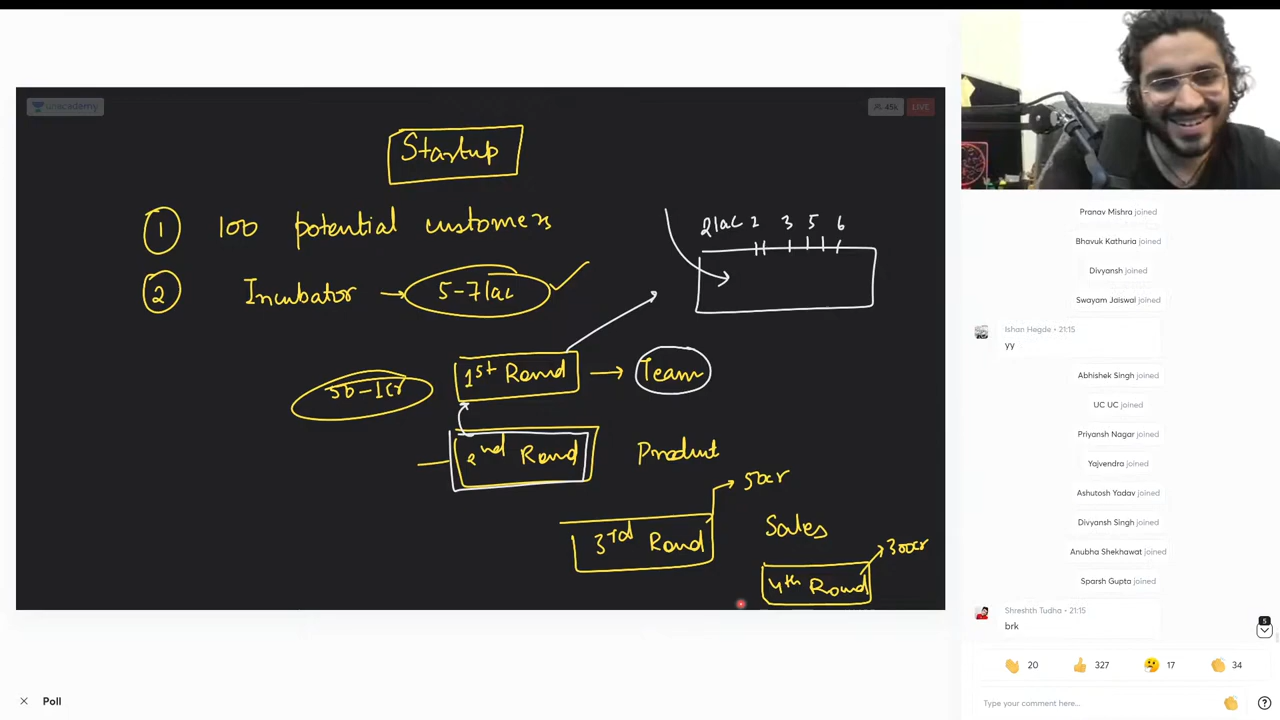 unacademy
45k
LIVE
Startup
1 100 potential customers
2 Incubator → 5-7 lac
2lac 2 3 5 6
50-1cr
1st Round → Team
2nd Round Product
50cr
3rd Round Sales
300cr
4th Round
Pranav Mishra joined
Bhavuk Kathuria joined
Divyansh joined
Swayam Jaiswal joined
Ishan Hegde 21:15
yy
Abhishek Singh joined
UC UC joined
Priyansh Nagar joined
Yajvendra joined
Ashutosh Yadav joined
Divyansh Singh joined
Anubha Shekhawat joined
Sparsh Gupta joined
Shreshth Tudha 21:15
brk
5
20 327 17 34
Type your comment here...
Poll